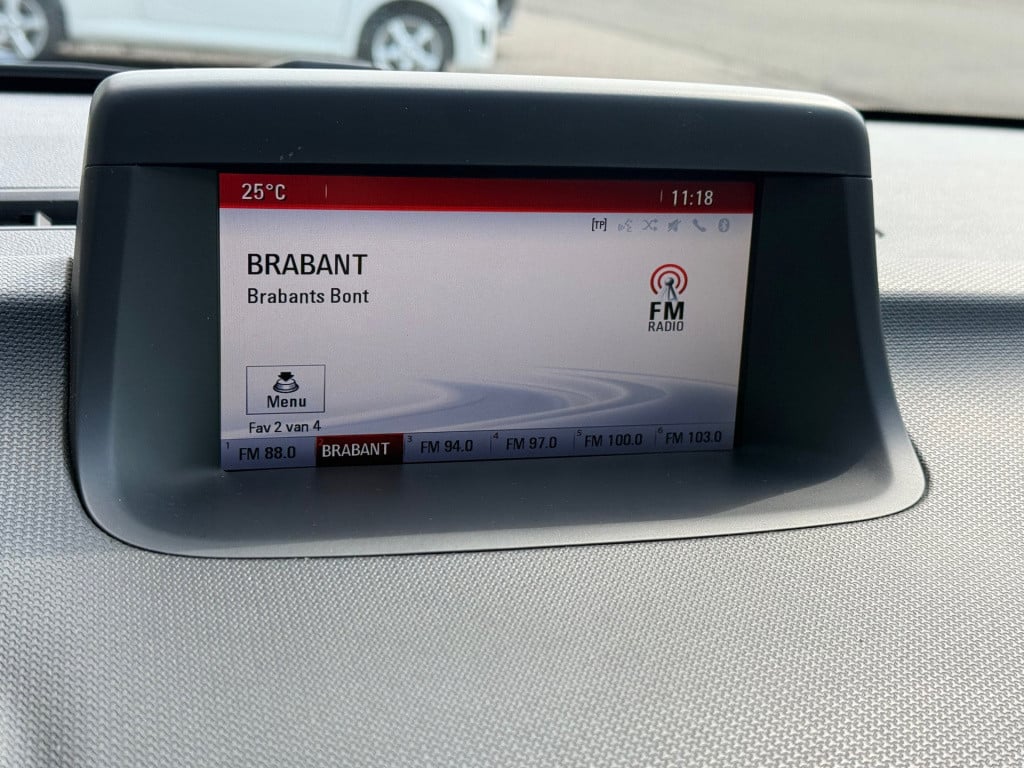 25°C 11:18
[TP]
BRABANT
Brabants Bont
FM
RADIO
Menu
Fav 2 van 4
1 FM 88.0 2 BRABANT 3 FM 94.0 4 FM 97.0 5 FM 100.0 6 FM 103.0